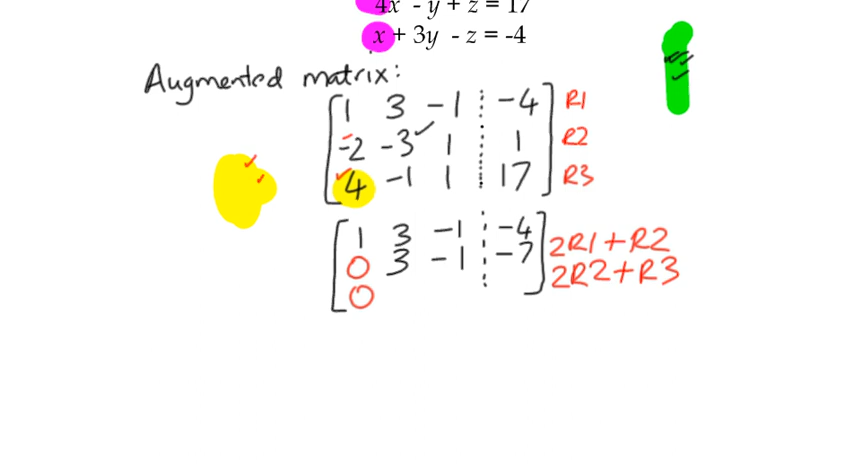 4x - y + z = 17
x + 3y - z = -4
Augmented matrix:
1 3 -1 -4 R1
-2 -3 1 1 R2
4 -1 1 17 R3
1 3 -1 -4
0 3 -1 -7 2R1+R2
0 2R2+R3